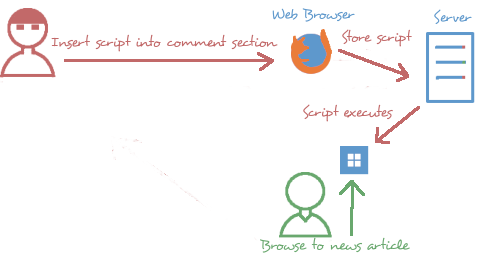 Web Browser
Server
Insert script into comment section
Store script
Script executes
Browse to news article